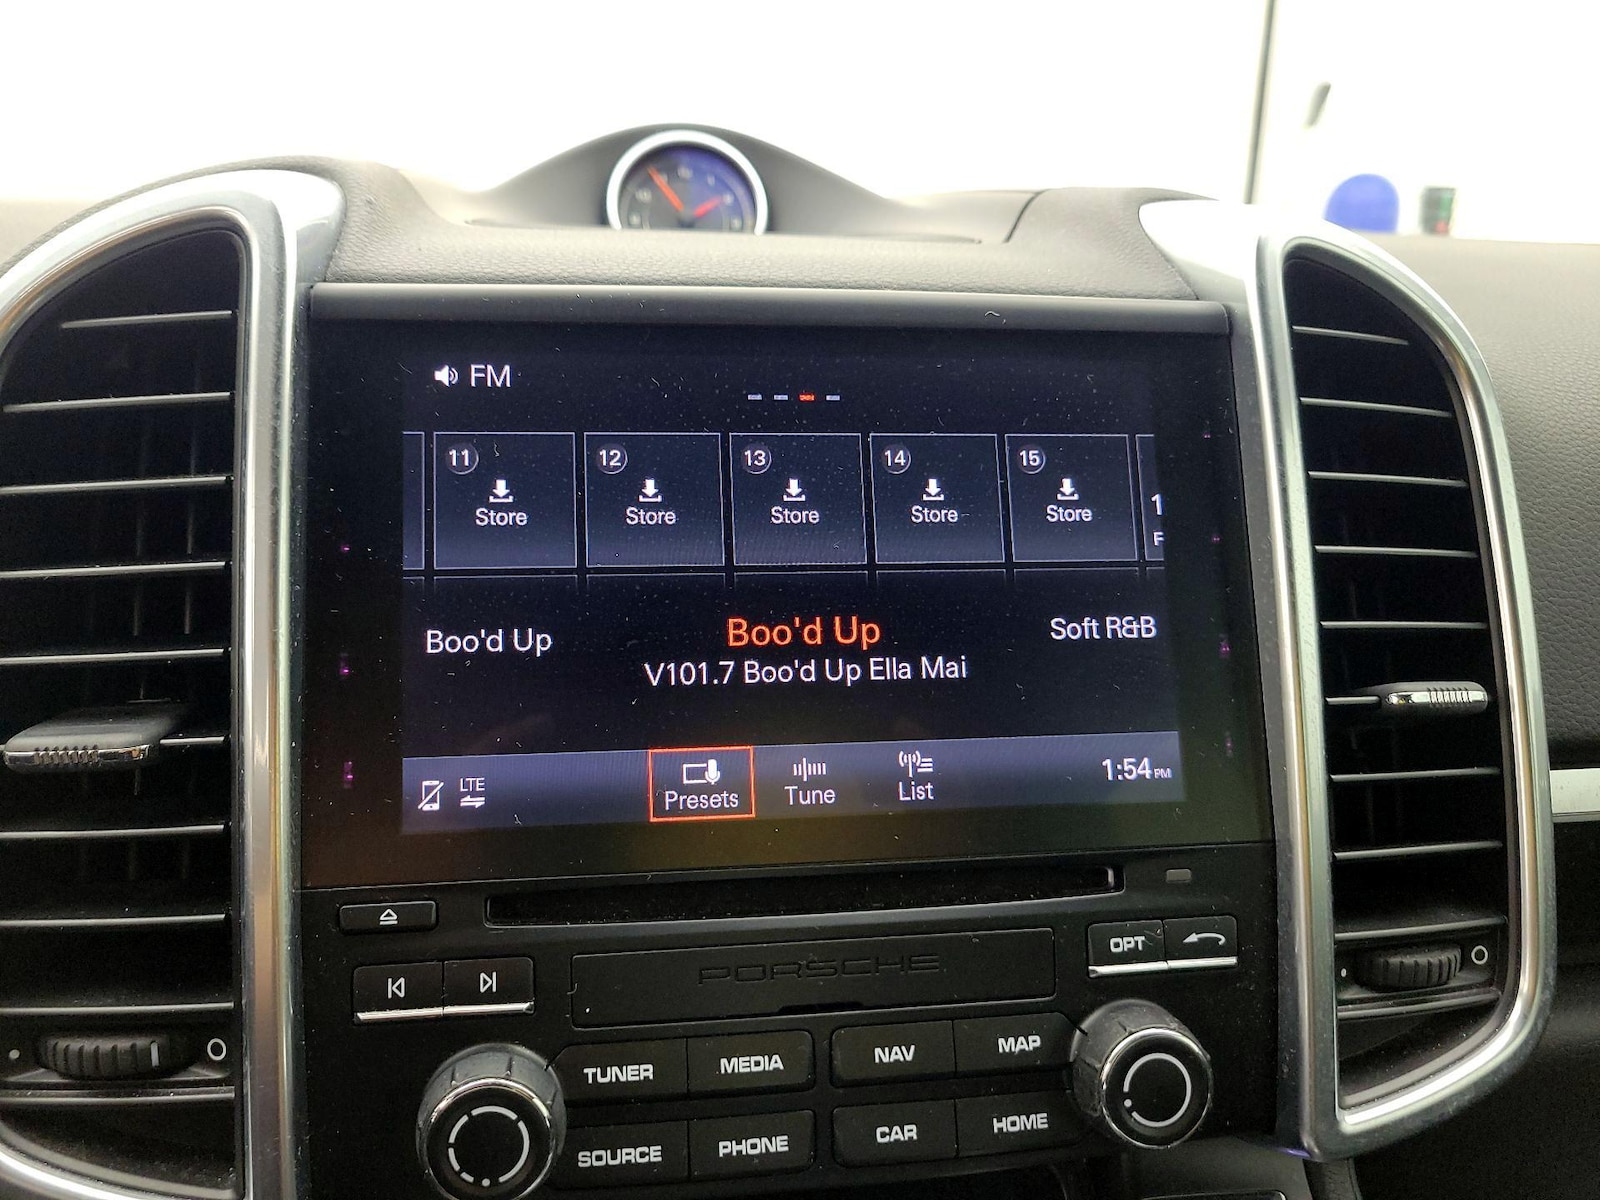 FM
11
Store
12
Store
13
Store
14
Store
15
Store
Boo'd Up
Boo'd Up
V101.7 Boo'd Up Ella Mai
Soft R&B
LTE
Presets
Tune
List
1:54 PM
OPT
PORSCHE
TUNER
MEDIA
NAV
MAP
SOURCE
PHONE
CAR
HOME